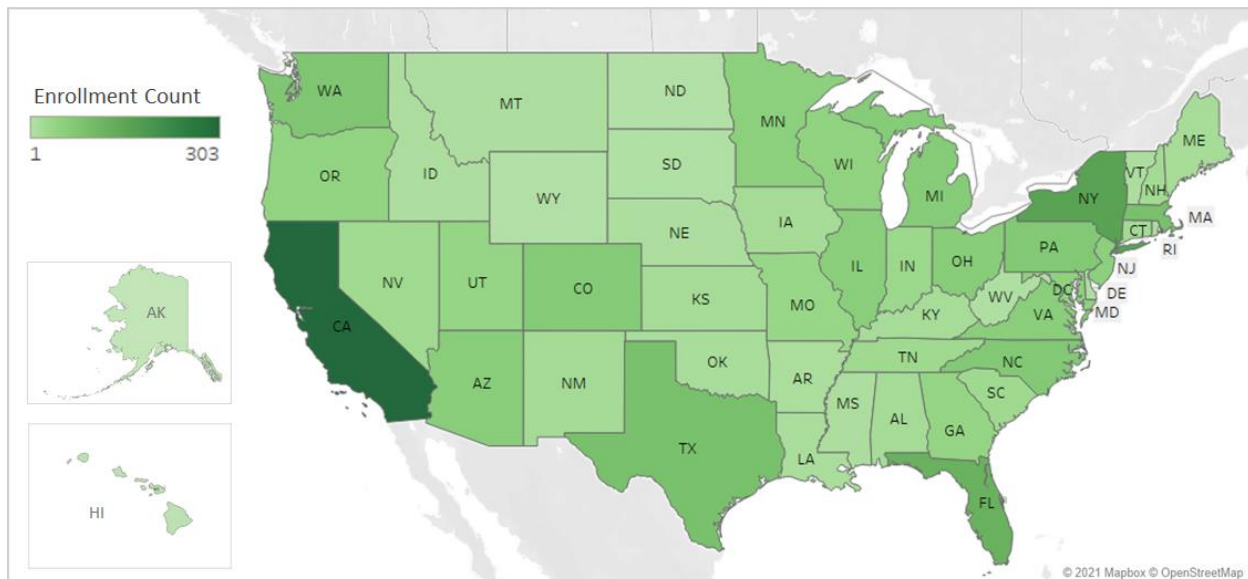 Enrollment Count
1 303
WA
MT
ND
MN
OR
ID
WY
SD
WI
MI
NE
IA
NV
UT
CO
KS
MO
IL
IN
OH
PA
NY
VT
NH
ME
MA
CT
RI
NJ
DE
DC
MD
WV
VA
KY
CA
AZ
NM
OK
AR
TN
NC
SC
TX
LA
MS
AL
GA
FL
AK
HI
© 2021 Mapbox © OpenStreetMap